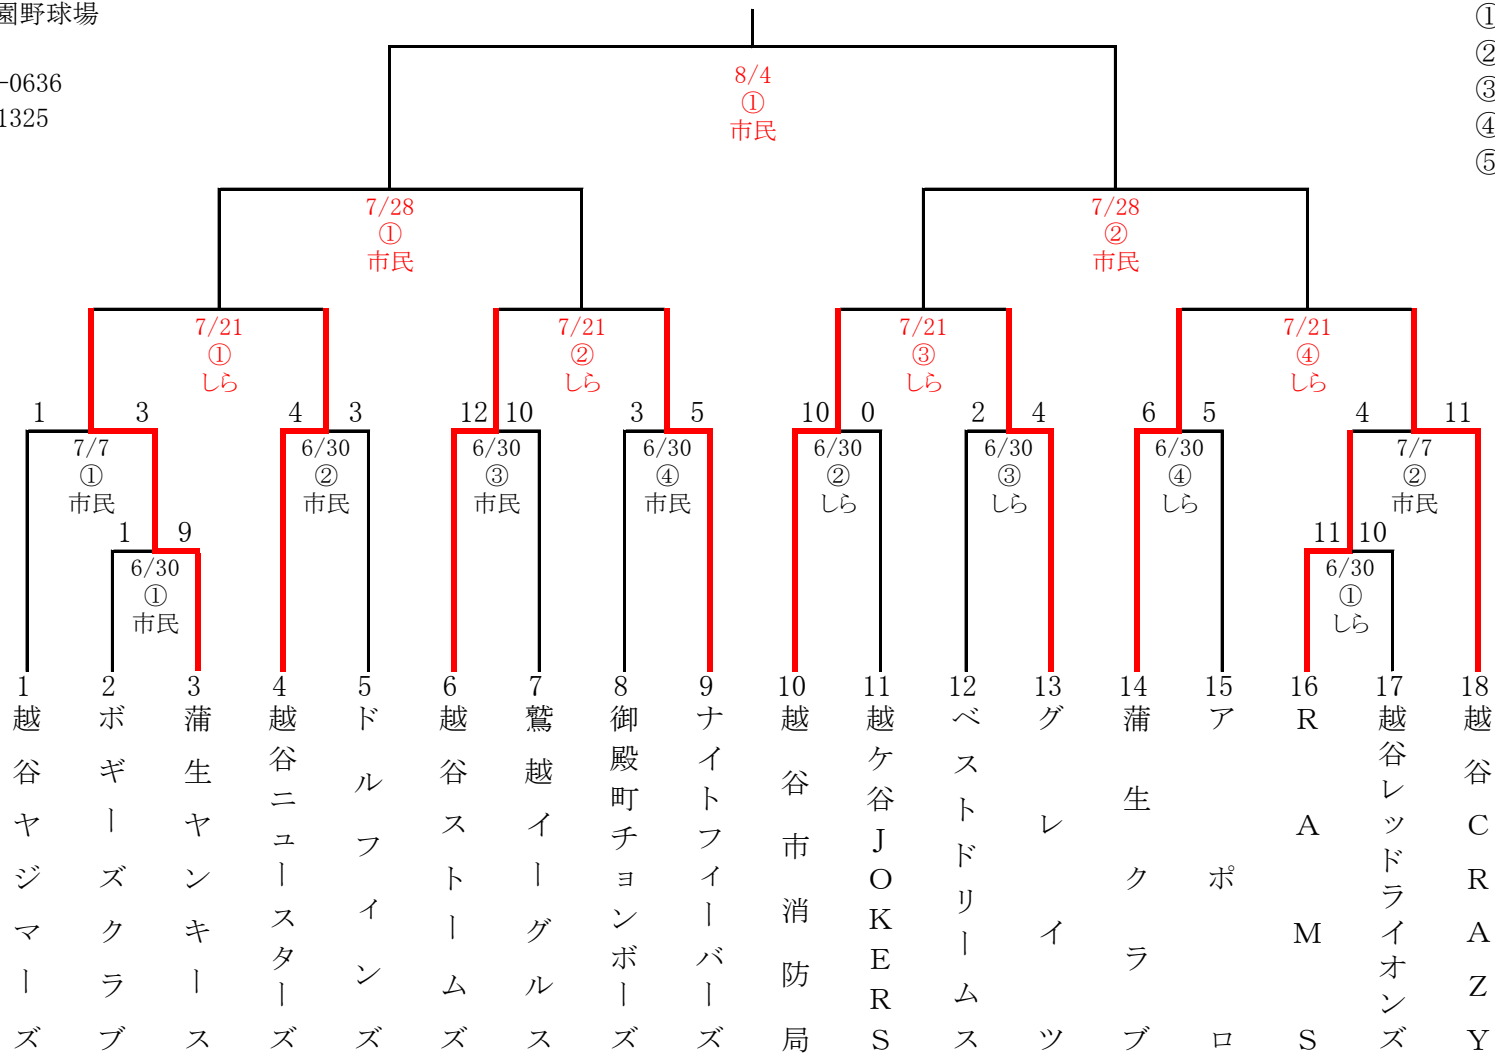 園野球場
-0636
1325
①
②
③
④
⑤
8/4
①
市民
7/28
①
市民
7/28
②
市民
7/21
①
しら
7/21
②
しら
7/21
③
しら
7/21
④
しら
1 3
4 3
12 10
3 5
10 0
2 4
6 5
4 11
7/7
①
市民
6/30
②
市民
6/30
③
市民
6/30
④
市民
6/30
②
しら
6/30
③
しら
6/30
④
しら
7/7
②
市民
1 9
6/30
①
市民
11 10
6/30
①
しら
1
越谷ヤジマーズ
2
ボギーズクラブ
3
蒲生ヤンキース
4
越谷ニュースターズ
5
ドルフィンズ
6
越谷ストームズ
7
鷲越イーグルス
8
御殿町チョンボーズ
9
ナイトフィーバーズ
10
越谷市消防局
11
越ケ谷JOKERS
12
ベストドリームス
13
グレイツ
14
蒲生クラブ
15
アポロ
16
RAMS
17
越谷レッドライオンズ
18
越谷CRAZY